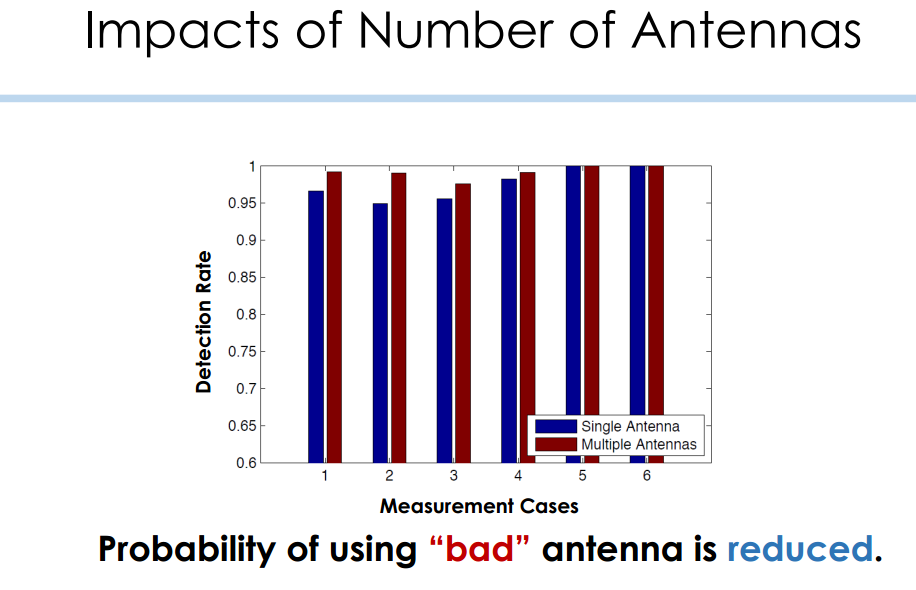 Impacts of Number of Antennas
1
0.95
0.9
0.85
0.8
0.75
0.7
0.65
0.6
Detection Rate
Single Antenna
Multiple Antennas
1 2 3 4 5 6
Measurement Cases
Probability of using “bad” antenna is reduced.